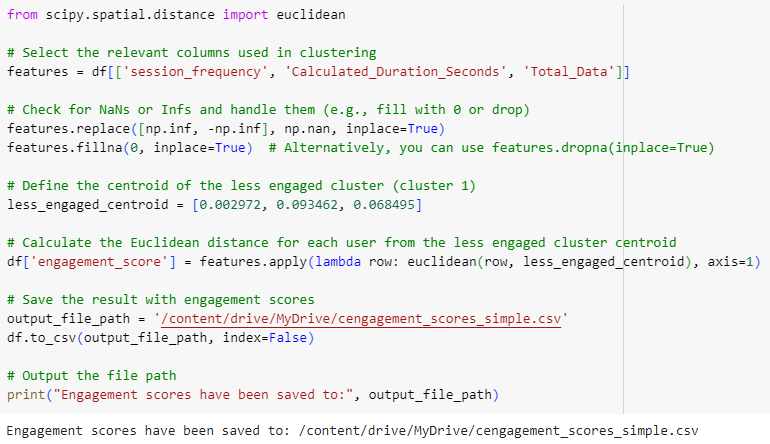 from scipy.spatial.distance import euclidean
# Select the relevant columns used in clustering
features = df[['session_frequency', 'Calculated_Duration_Seconds', 'Total_Data']]
# Check for NaNs or Infs and handle them (e.g., fill with 0 or drop)
features.replace([np.inf, -np.inf], np.nan, inplace=True)
features.fillna(0, inplace=True)  # Alternatively, you can use features.dropna(inplace=True)
# Define the centroid of the less engaged cluster (cluster 1)
less_engaged_centroid = [0.002972, 0.093462, 0.068495]
# Calculate the Euclidean distance for each user from the less engaged cluster centroid
df['engagement_score'] = features.apply(lambda row: euclidean(row, less_engaged_centroid), axis=1)
# Save the result with engagement scores
output_file_path = '/content/drive/MyDrive/cengagement_scores_simple.csv'
df.to_csv(output_file_path, index=False)
# Output the file path
print("Engagement scores have been saved to:", output_file_path)
Engagement scores have been saved to: /content/drive/MyDrive/cengagement_scores_simple.csv